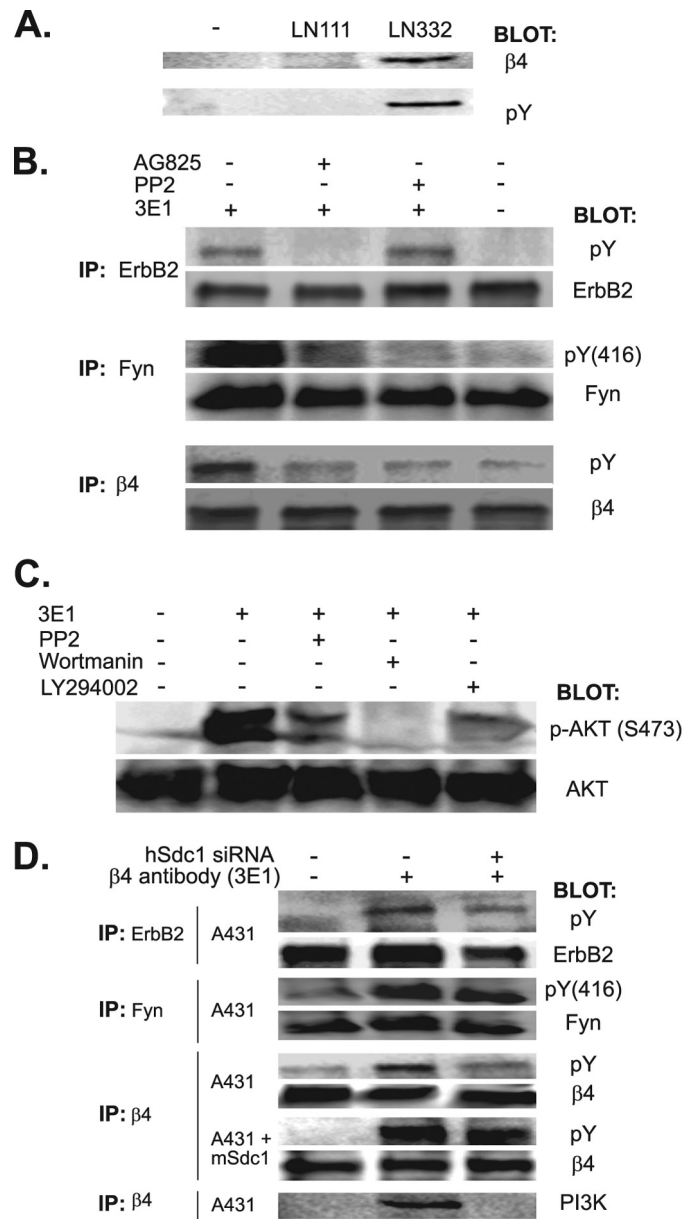 A.
- LN111 LN332 BLOT:
β4
pY
B.
AG825 - + - -
PP2 - - + -
3E1 + + + - BLOT:
IP: ErbB2 pY
ErbB2
IP: Fyn pY(416)
Fyn
IP: β4 pY
β4
C.
3E1 - + + + +
PP2 - - + - -
Wortmanin - - - + -
LY294002 - - - - + BLOT:
p-AKT (S473)
AKT
D.
hSdc1 siRNA - - +
β4 antibody (3E1) - + + BLOT:
IP: ErbB2 A431 pY
ErbB2
IP: Fyn A431 pY(416)
Fyn
IP: β4 A431 pY
β4
A431 + mSdc1 pY
β4
IP: β4 A431 PI3K